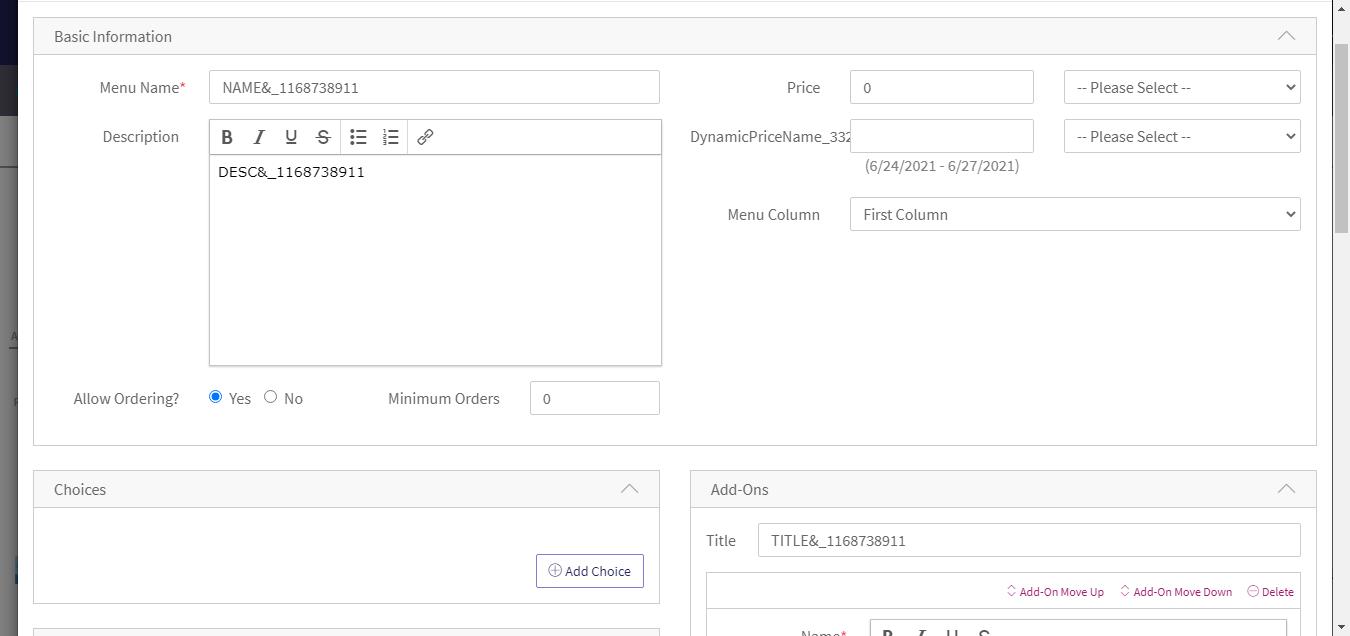 Basic Information
Menu Name*
NAME&_1168738911
Price
0
-- Please Select --
Description
B I U S
DESC&_1168738911
DynamicPriceName_332
-- Please Select --
(6/24/2021 - 6/27/2021)
Menu Column
First Column
Allow Ordering?
Yes
No
Minimum Orders
0
Choices
Add Choice
Add-Ons
Title
TITLE&_1168738911
Add-On Move Up
Add-On Move Down
Delete
Name*
B I U S